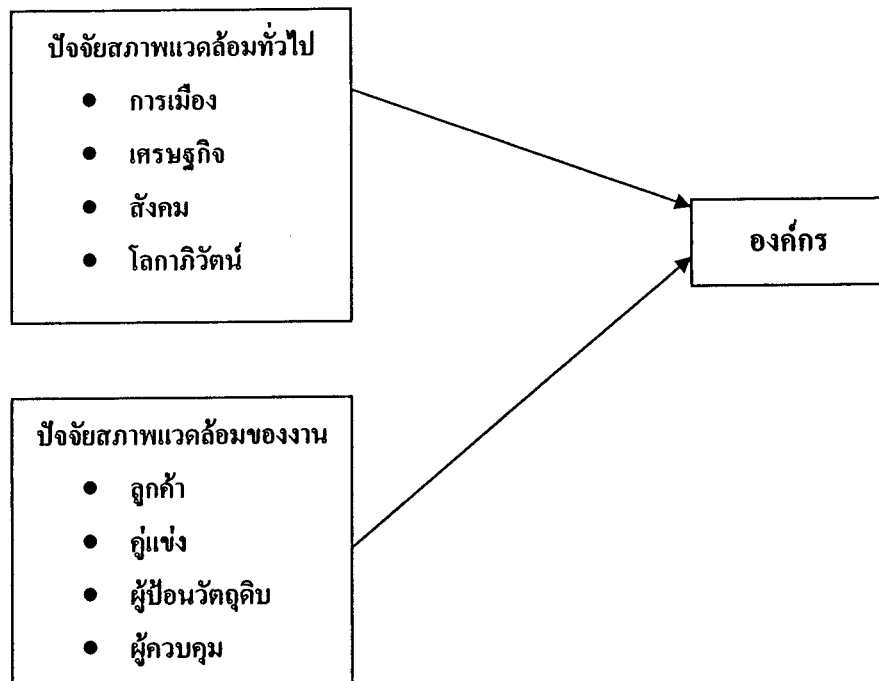 ปัจจัยสภาพแวดล้อมทั่วไป
● การเมือง
● เศรษฐกิจ
● สังคม
● โลกาภิวัตน์
องค์กร
ปัจจัยสภาพแวดล้อมของงาน
● ลูกค้า
● คู่แข่ง
● ผู้ป้อนวัตถุดิบ
● ผู้ควบคุม